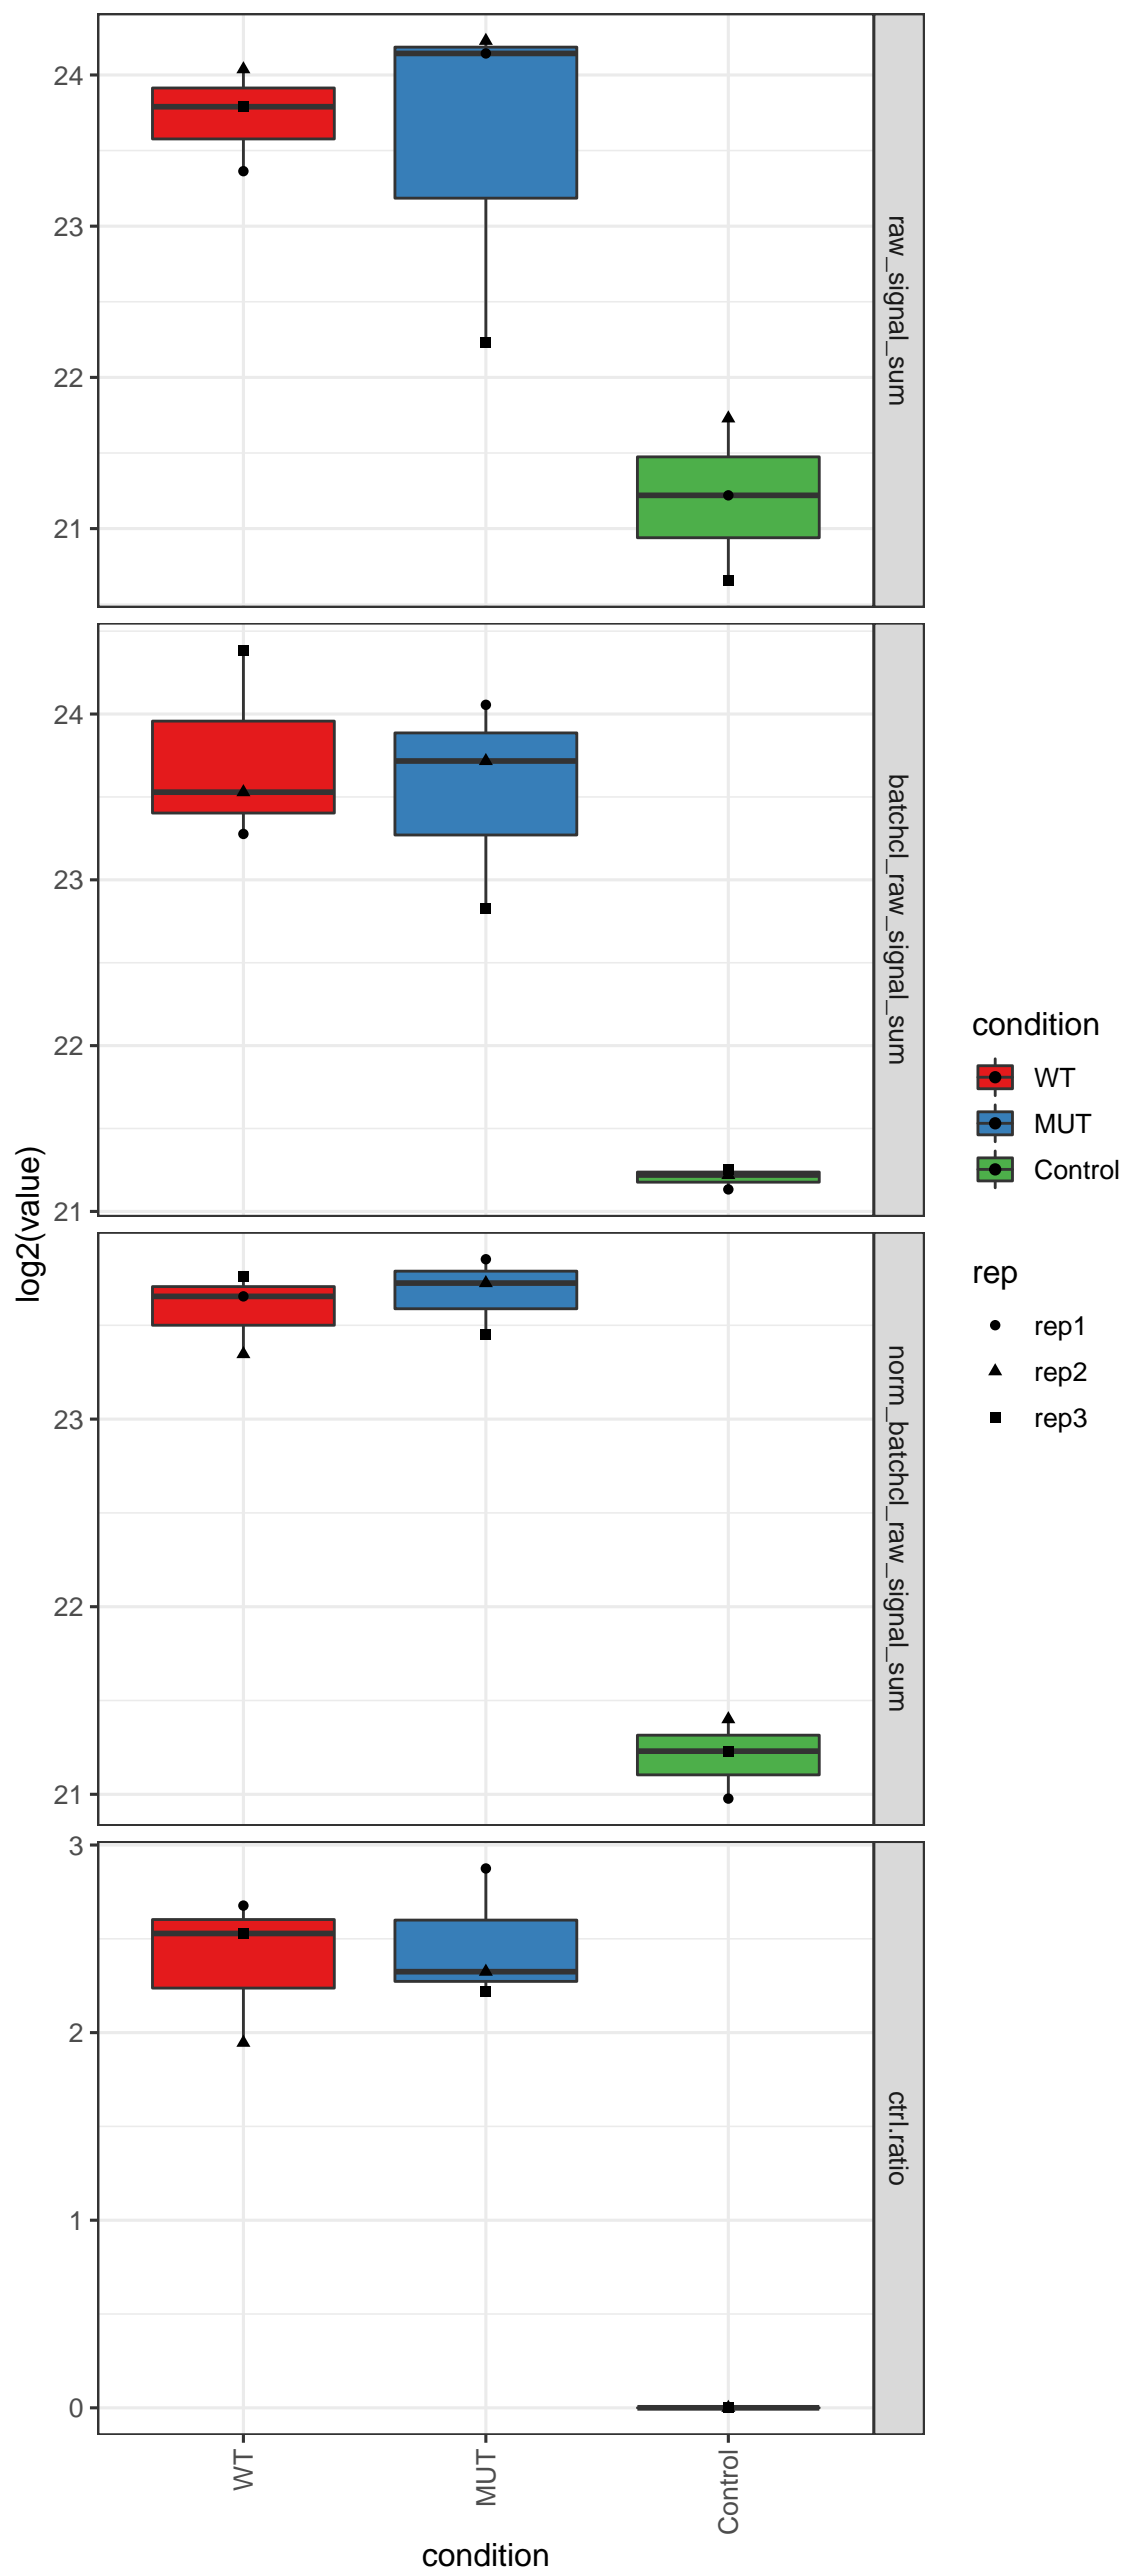 24
23
22
21
raw_signal_sum
24
23
22
21
batchcl_raw_signal_sum
23
22
21
norm_batchcl_raw_signal_sum
3
2
1
0
ctrl.ratio
log2(value)
WT
MUT
Control
condition
condition
WT
MUT
Control
rep
rep1
rep2
rep3